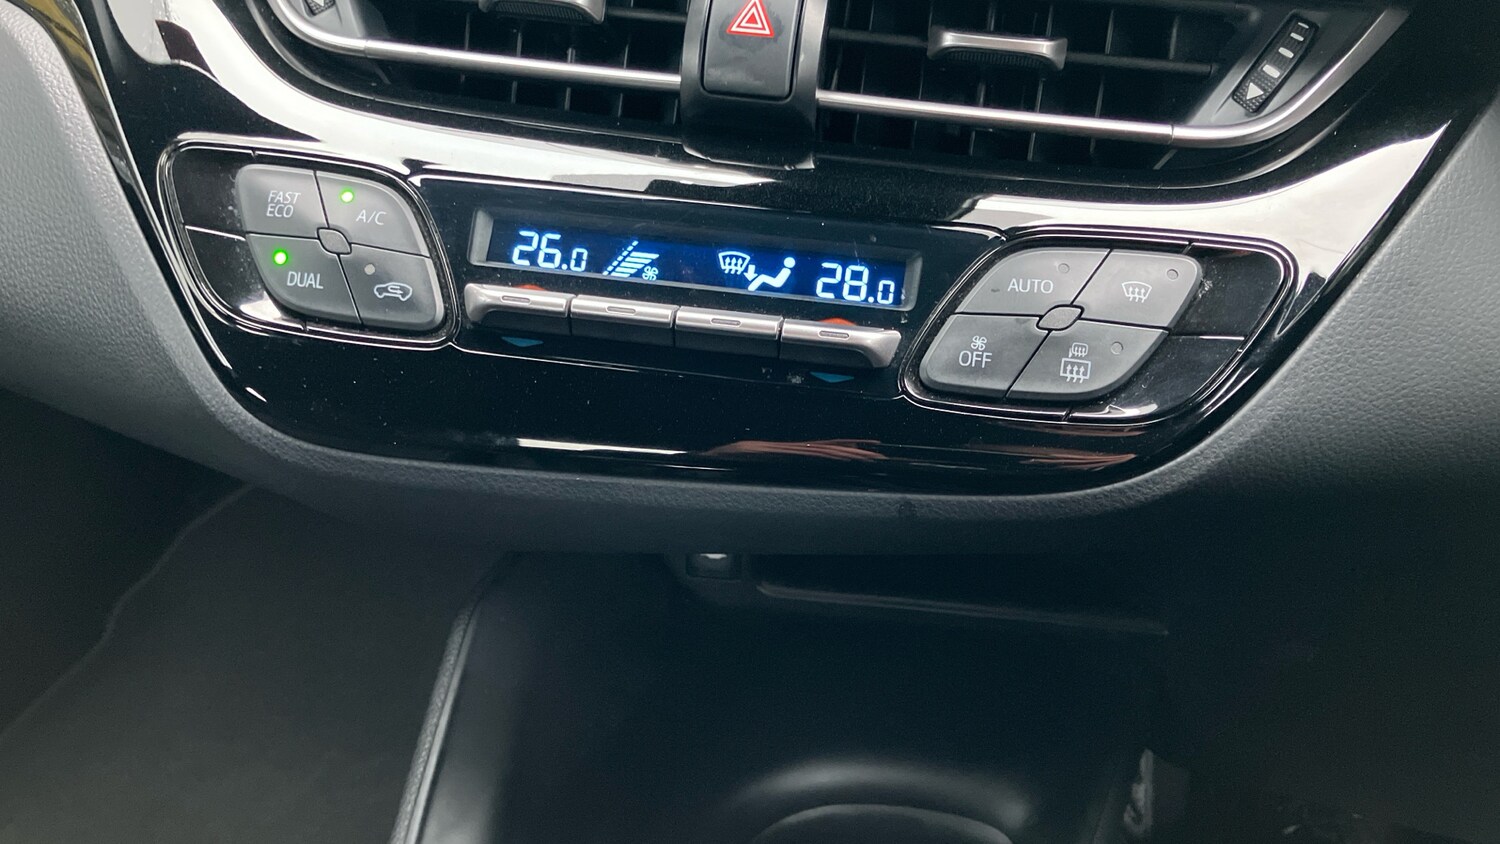 FAST
ECO
A/C
DUAL
26.0
28.0
AUTO
OFF